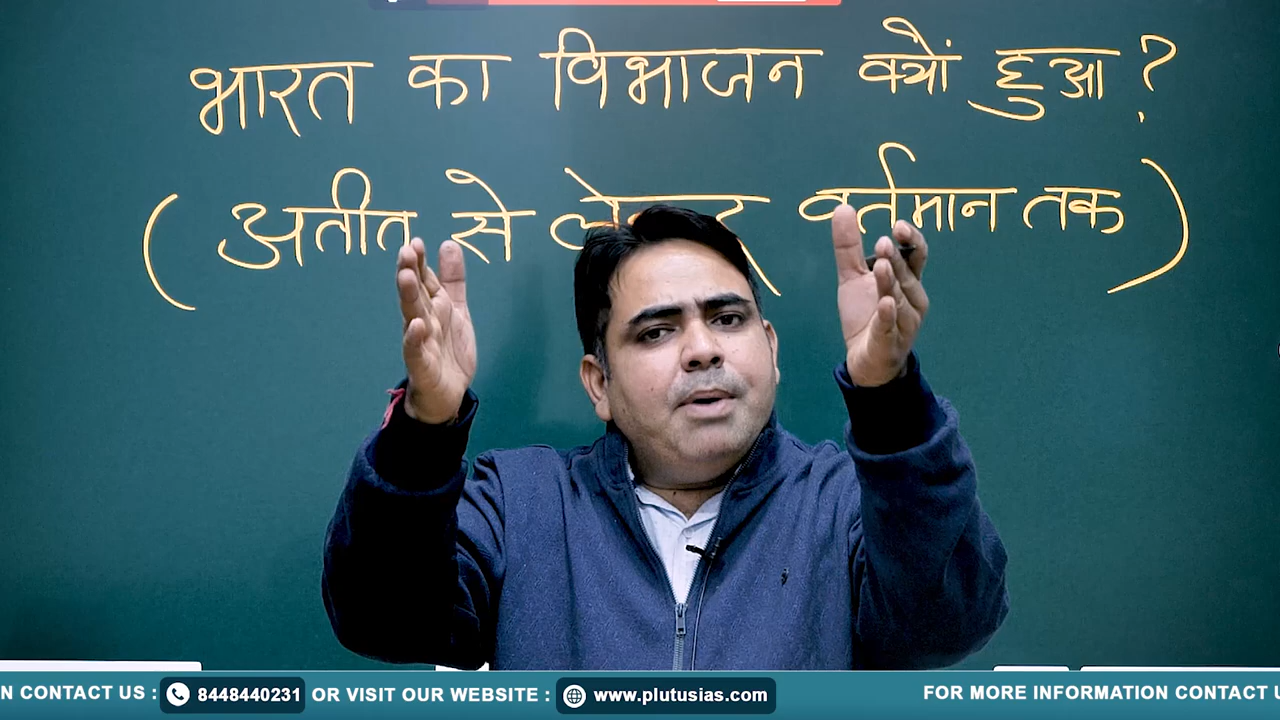 भारत का विभाजन क्यों हुआ ?
( अतीत से लेकर वर्तमान तक )
N CONTACT US : 8448440231 OR VISIT OUR WEBSITE : www.plutusias.com FOR MORE INFORMATION CONTACT U